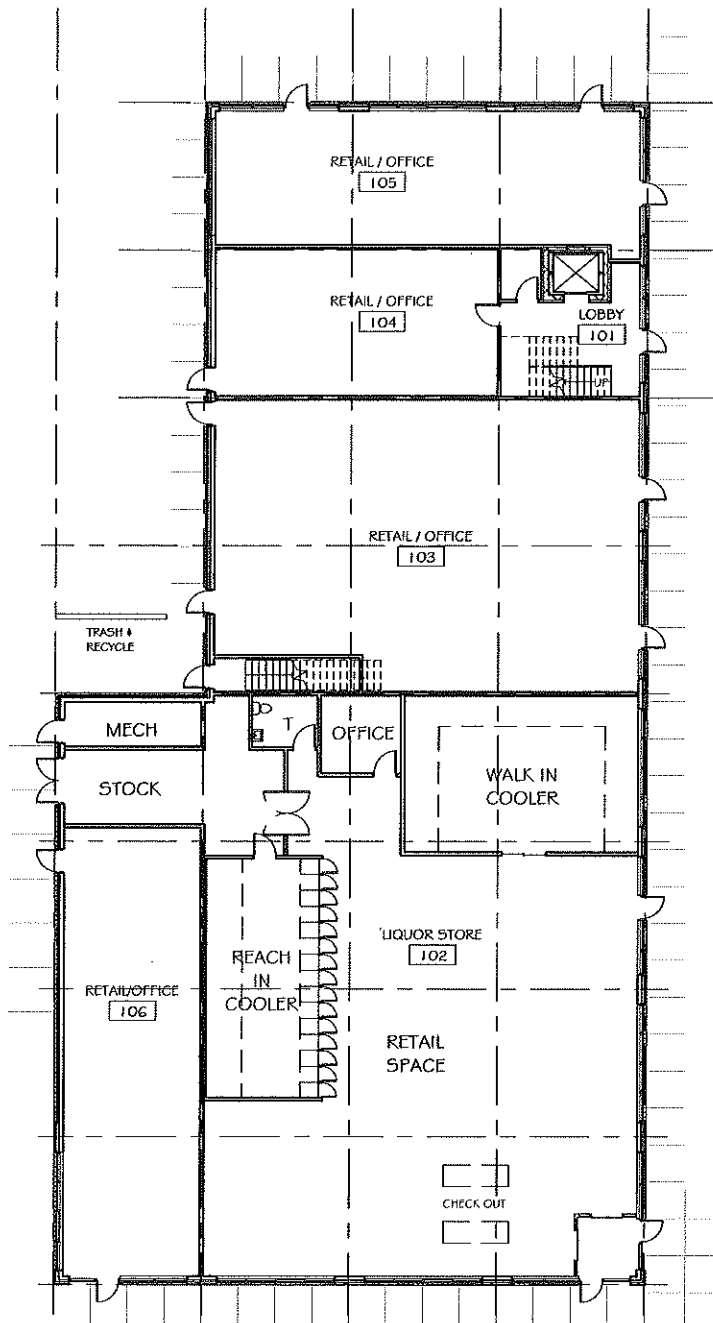 RETAIL / OFFICE
105
RETAIL / OFFICE
104
LOBBY
101
UP
RETAIL / OFFICE
103
TRASH &
RECYCLE
MECH
T
OFFICE
STOCK
WALK IN
COOLER
LIQUOR STORE
102
REACH
IN
COOLER
RETAIL/OFFICE
106
RETAIL
SPACE
CHECK OUT